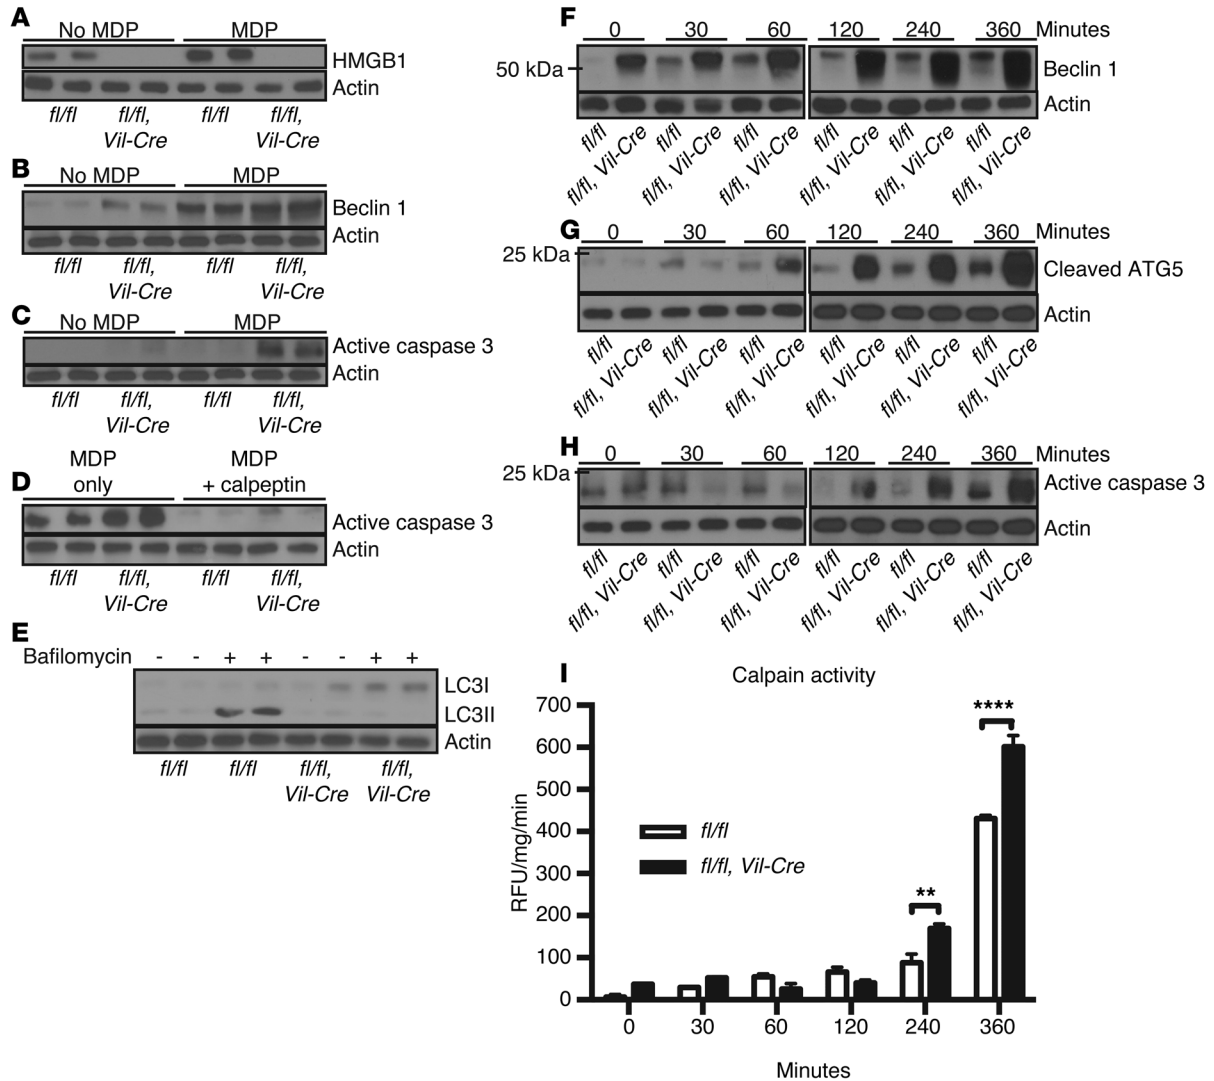 A
No MDP MDP
HMGB1
Actin
fl/fl fl/fl, Vil-Cre fl/fl fl/fl, Vil-Cre
B
No MDP MDP
Beclin 1
Actin
fl/fl fl/fl, Vil-Cre fl/fl fl/fl, Vil-Cre
C
No MDP MDP
Active caspase 3
Actin
fl/fl fl/fl, Vil-Cre fl/fl fl/fl, Vil-Cre
D
MDP only MDP + calpeptin
Active caspase 3
Actin
fl/fl fl/fl, Vil-Cre fl/fl fl/fl, Vil-Cre
E
Bafilomycin - - + + - - + +
LC3I
LC3II
Actin
fl/fl fl/fl fl/fl, Vil-Cre fl/fl, Vil-Cre
F
0 30 60 120 240 360 Minutes
50 kDa
Beclin 1
Actin
fl/fl fl/fl, Vil-Cre fl/fl fl/fl, Vil-Cre fl/fl fl/fl, Vil-Cre fl/fl fl/fl, Vil-Cre fl/fl fl/fl, Vil-Cre fl/fl fl/fl, Vil-Cre
G
0 30 60 120 240 360 Minutes
25 kDa
Cleaved ATG5
Actin
fl/fl fl/fl, Vil-Cre fl/fl fl/fl, Vil-Cre fl/fl fl/fl, Vil-Cre fl/fl fl/fl, Vil-Cre fl/fl fl/fl, Vil-Cre fl/fl fl/fl, Vil-Cre
H
0 30 60 120 240 360 Minutes
25 kDa
Active caspase 3
Actin
fl/fl fl/fl, Vil-Cre fl/fl fl/fl, Vil-Cre fl/fl fl/fl, Vil-Cre fl/fl fl/fl, Vil-Cre fl/fl fl/fl, Vil-Cre fl/fl fl/fl, Vil-Cre
I
Calpain activity
RFU/mg/min
700
600
500
400
300
200
100
0
fl/fl
fl/fl, Vil-Cre
**
****
0 30 60 120 240 360
Minutes